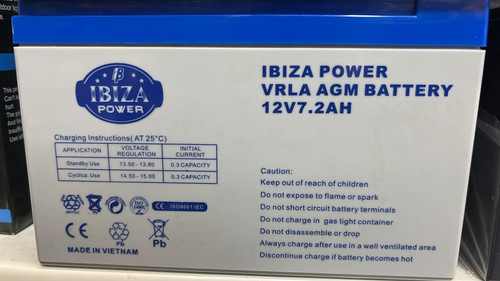 IBIZA
POWER
IBIZA POWER
VRLA AGM BATTERY
12V7.2AH
Charging Instructions( AT 25°C)
APPLICATION VOLTAGE REGULATION INITIAL CURRENT
Standby Use 13.50 - 13.80 0.3 CAPACITY
Cyclica: Use 14.50 - 15.00 0.3 CAPACITY
CE ISO9001 IEC
CE Pb Pb
MADE IN VIETNAM
Caution:
Keep out of reach of children
Do not expose to flame or spark
Do not short circuit battery terminals
Do not charge in gas tight container
Do not disassemble or drop
Always charge after use in a well ventilated area
Discontinue charge if battery becomes hot